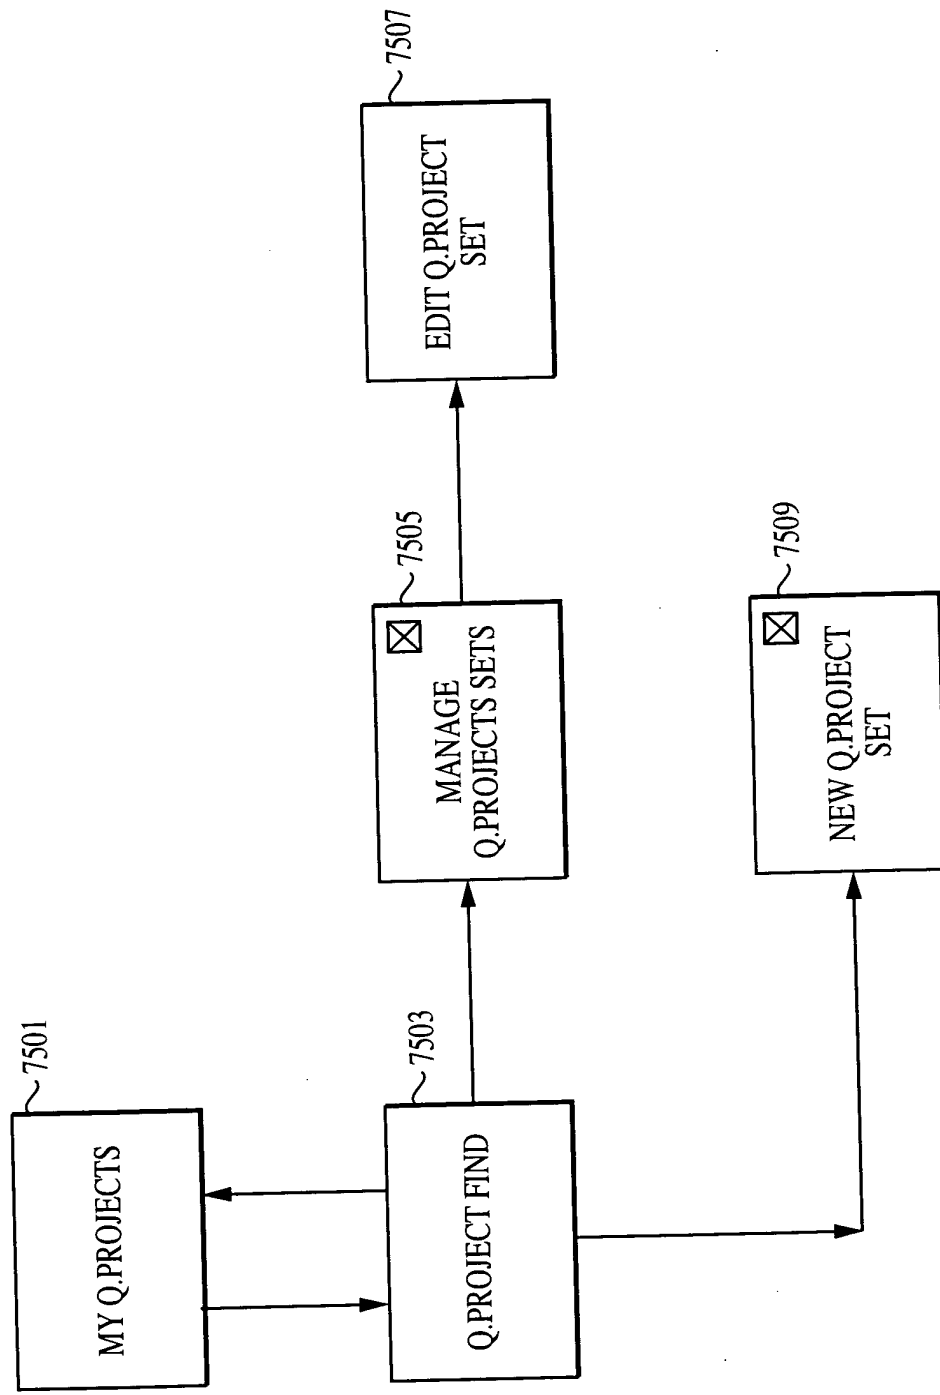 7501
MY Q.PROJECTS
7503
Q.PROJECT FIND
7505
MANAGE
Q.PROJECTS SETS
7507
EDIT Q.PROJECT
SET
7509
NEW Q.PROJECT
SET